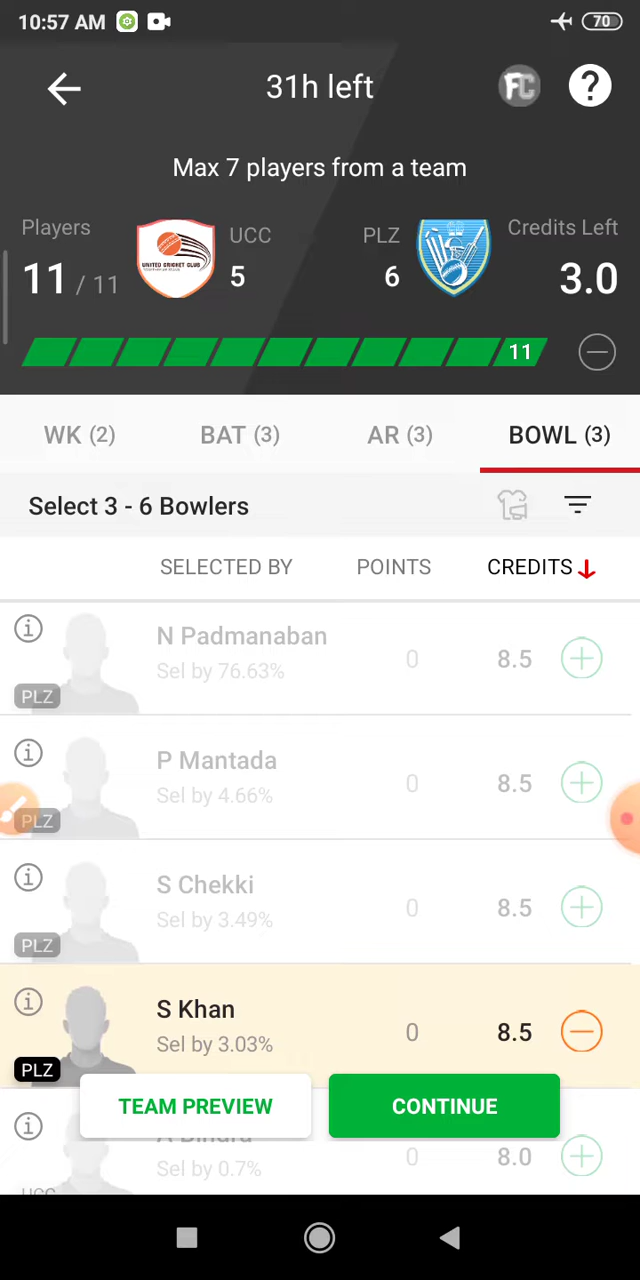 10:57 AM 70
31h left FC ?
Max 7 players from a team
Players UCC PLZ Credits Left
11 / 11 5 6 3.0
UNITED CRICKET CLUB
11
WK (2) BAT (3) AR (3) BOWL (3)
Select 3 - 6 Bowlers
SELECTED BY POINTS CREDITS
N Padmanaban
Sel by 76.63% 0 8.5
PLZ
P Mantada
Sel by 4.66% 0 8.5
PLZ
S Chekki
Sel by 3.49% 0 8.5
PLZ
S Khan
Sel by 3.03% 0 8.5
PLZ
TEAM PREVIEW CONTINUE
Sel by 0.7% 0 8.0
UCC